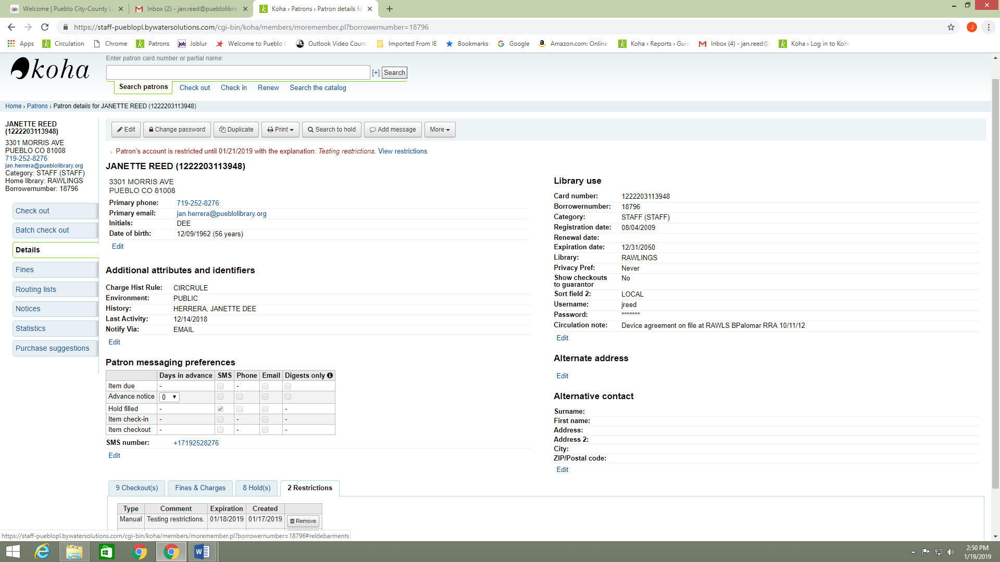 Welcome | Pueblo City-County Li
Inbox (2) - jan.reed@pueblolibrar
Koha › Patrons › Patron details fo
https://staff-pueblopl.bywatersolutions.com/cgi-bin/koha/members/moremember.pl?borrowernumber=18796
J
Apps
Circulation
Chrome
Patrons
job
Joblur
Welcome to Pueblo C
Outlook Video Cours
Imported From IE
Bookmarks
Google
Amazon.com: Online
Koha › Reports › Guid
Inbox (4) - jan.reed@
Koha › Log in to Koha
koha
Enter patron card number or partial name:
[+]
Search
Search patrons
Check out
Check in
Renew
Search the catalog
Home › Patrons › Patron details for JANETTE REED (1222203113948)
JANETTE REED
(1222203113948)
3301 MORRIS AVE
PUEBLO CO 81008
719-252-8276
jan.herrera@pueblolibrary.org
Category: STAFF (STAFF)
Home library: RAWLINGS
Borrowernumber: 18796
Check out
Batch check out
Details
Fines
Routing lists
Notices
Statistics
Purchase suggestions
Edit
Change password
Duplicate
Print
Search to hold
Add message
More
› Patron's account is restricted until 01/21/2019 with the explanation: Testing restrictions. View restrictions
JANETTE REED (1222203113948)
3301 MORRIS AVE
PUEBLO CO 81008
Primary phone: 719-252-8276
Primary email: jan.herrera@pueblolibrary.org
Initials: DEE
Date of birth: 12/09/1962 (56 years)
Edit
Additional attributes and identifiers
Charge Hist Rule: CIRCRULE
Environment: PUBLIC
History: HERRERA, JANETTE DEE
Last Activity: 12/14/2018
Notify Via: EMAIL
Edit
Patron messaging preferences
Days in advance SMS Phone Email Digests only
Item due - -
Advance notice 0
Hold filled - -
Item check-in - - -
Item checkout - - -
SMS number: +17192528276
Edit
Library use
Card number: 1222203113948
Borrowernumber: 18796
Category: STAFF (STAFF)
Registration date: 08/04/2009
Renewal date:
Expiration date: 12/31/2050
Library: RAWLINGS
Privacy Pref: Never
Show checkouts No
to guarantor
Sort field 2: LOCAL
Username: jreed
Password: *******
Circulation note: Device agreement on file at RAWLS BPalomar RRA 10/11/12
Edit
Alternate address
Edit
Alternative contact
Surname:
First name:
Address:
Address 2:
City:
ZIP/Postal code:
Edit
9 Checkout(s)
Fines & Charges
8 Hold(s)
2 Restrictions
Type Comment Expiration Created
Manual Testing restrictions. 01/18/2019 01/17/2019 Remove
https://staff-pueblopl.bywatersolutions.com/cgi-bin/koha/members/moremember.pl?borrowernumber=18796#reldebarments
2:50 PM
1/19/2019